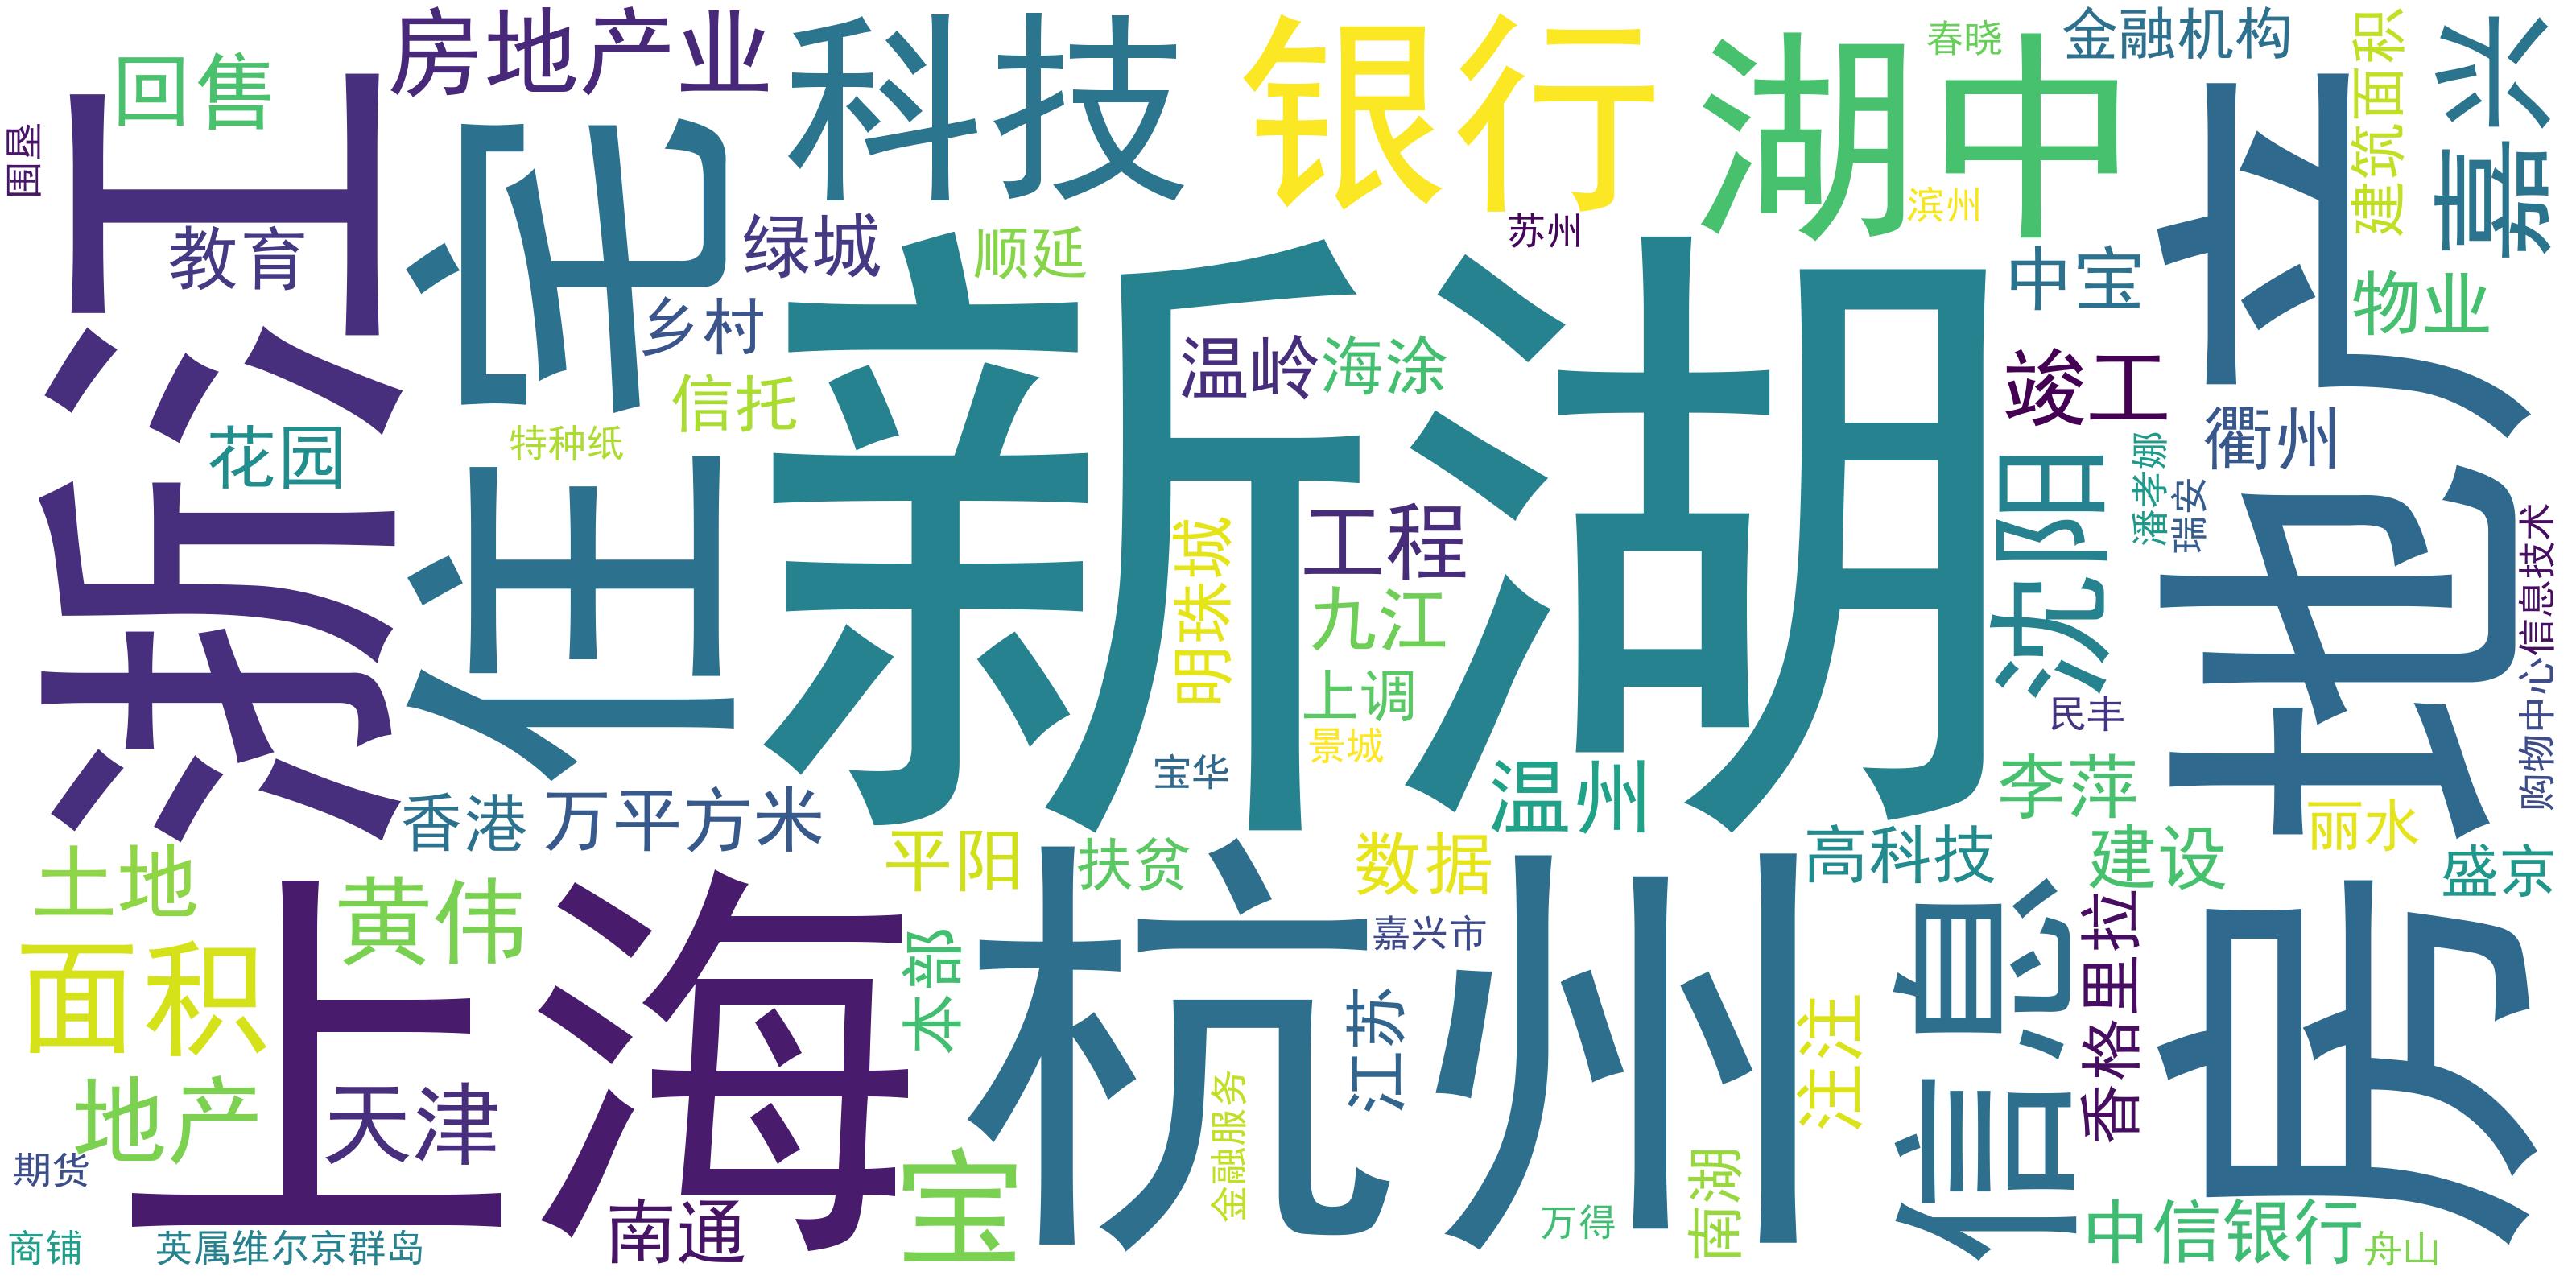 房地产业
科技
银行
湖中
春晓
金融机构
建筑面积
嘉兴
回售
围垦
浙江
教育
住宅
绿城
顺延
苏州
滨州
中宝
物业
房地产
乡村
信托
新湖
温岭
海涂
竣工
衢州
花园
特种纸
明珠城
工程
九江
上调
景城
宝华
沈阳
潘孝娜
瑞安
信息技术
购物中心
民丰
李萍
丽水
盛京
香港
万平方米
温州
平阳
扶贫
数据
高科技
建设
土地
黄伟
面积
上海
杭州
嘉兴市
本部
江苏
汪汪
信息
香格里拉
地产
天津
期货
金融服务
南湖
宝
南通
商铺
英属维尔京群岛
万得
中信银行
舟山